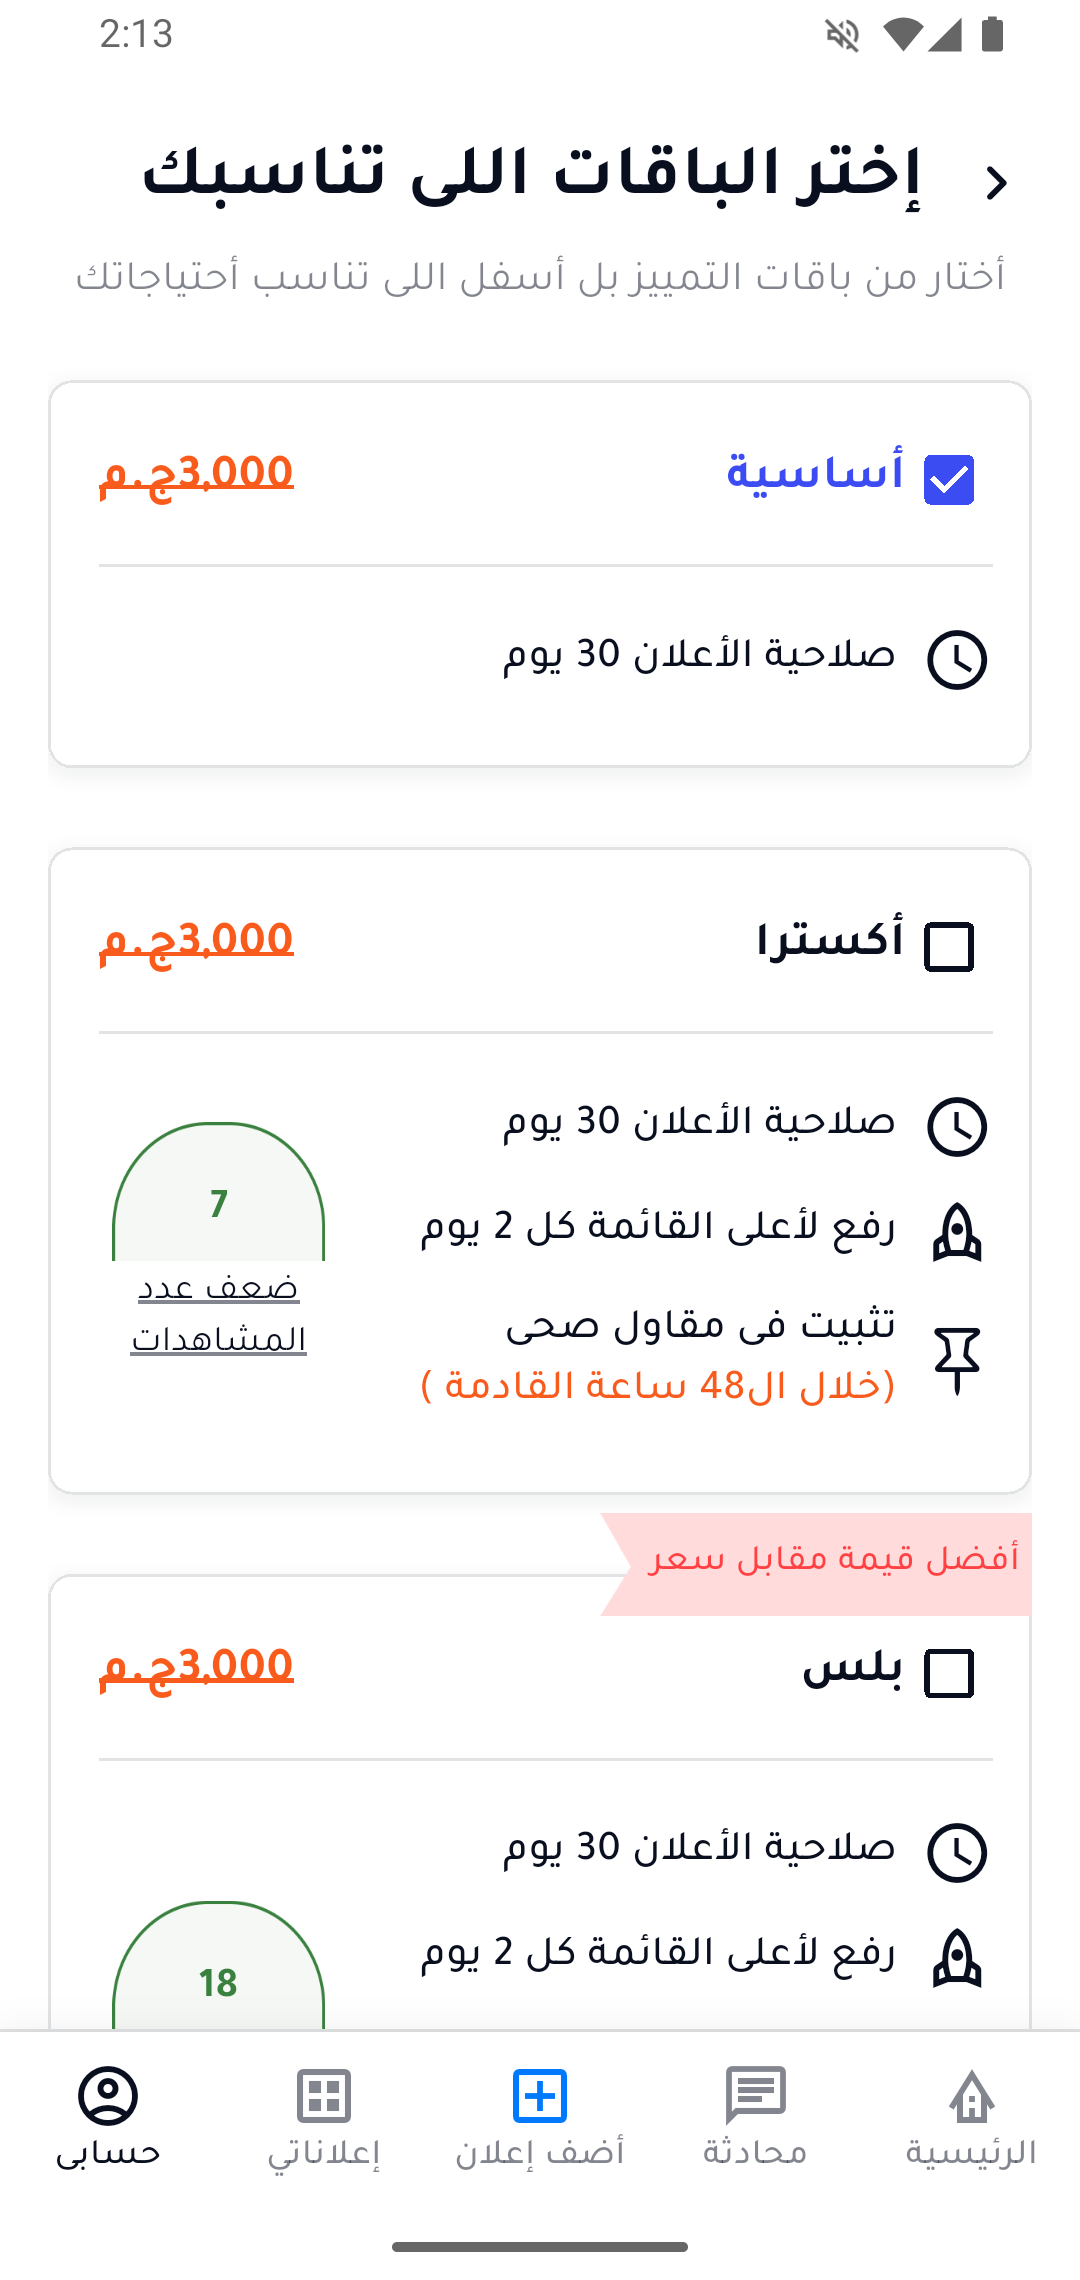 2:13
إختر الباقات اللى تناسبك
أختار من باقات التمييز بل أسفل اللى تناسب أحتياجاتك
أساسية
3,000ج.م
صلاحية الأعلان 30 يوم
أكسترا
3,000ج.م
صلاحية الأعلان 30 يوم
رفع لأعلى القائمة كل 2 يوم
تثبيت فى مقاول صحى
(خلال ال48 ساعة القادمة )
7
ضعف عدد
المشاهدات
أفضل قيمة مقابل سعر
بلس
3,000ج.م
صلاحية الأعلان 30 يوم
رفع لأعلى القائمة كل 2 يوم
18
الرئيسية
محادثة
أضف إعلان
إعلاناتي
حسابى